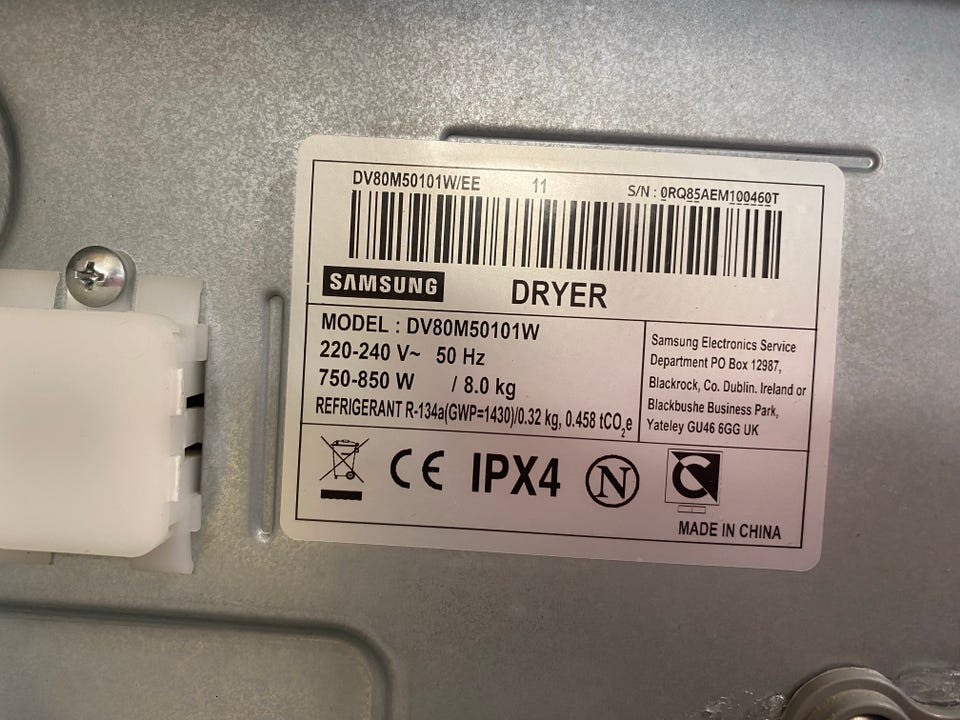 DV80M50101W/EE 11 S/N : 0RQ85AEM100460T
SAMSUNG DRYER
MODEL : DV80M50101W
220-240 V~ 50 Hz
750-850 W / 8.0 kg
REFRIGERANT R-134a(GWP=1430)/0.32 kg, 0.458 tCO₂e
Samsung Electronics Service
Department PO Box 12987,
Blackrock, Co. Dublin. Ireland or
Blackbushe Business Park,
Yateley GU46 6GG UK
CE IPX4 N
MADE IN CHINA